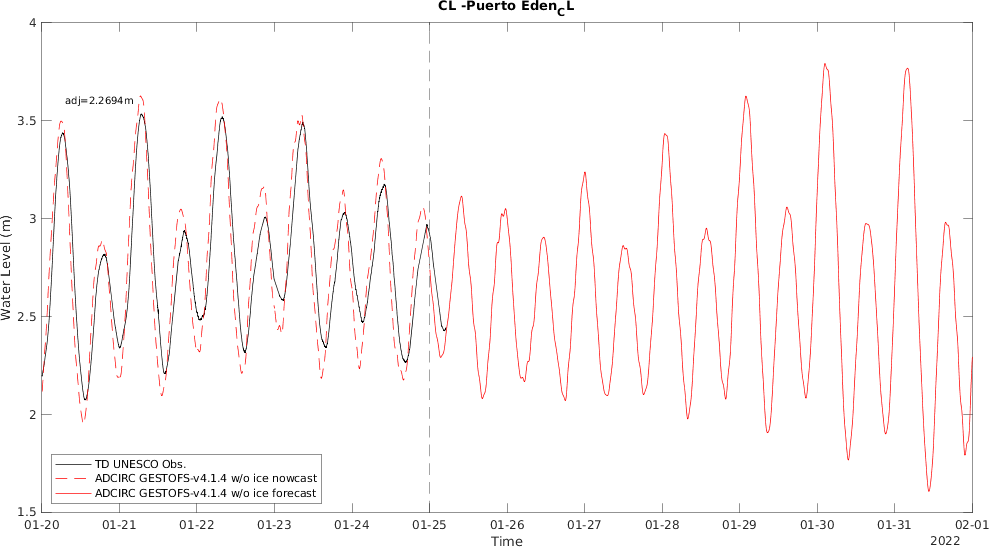 CL -Puerto Eden_CL
adj=2.2694m
4
3.5
3
2.5
2
1.5
Water Level (m)
TD UNESCO Obs.
ADCIRC GESTOFS-v4.1.4 w/o ice nowcast
ADCIRC GESTOFS-v4.1.4 w/o ice forecast
01-20 01-21 01-22 01-23 01-24 01-25 01-26 01-27 01-28 01-29 01-30 01-31 02-01
Time
2022